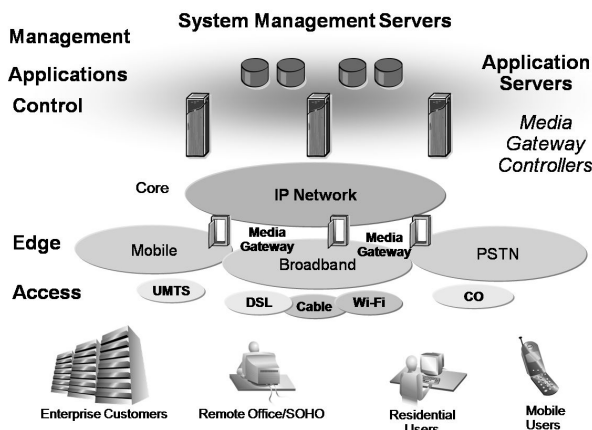 System Management Servers
Management
Applications
Application
Servers
Control
Media
Gateway
Controllers
Core
IP Network
Edge
Mobile
Media
Gateway
Broadband
Media
Gateway
PSTN
Access
UMTS
DSL
Cable
Wi-Fi
CO
Enterprise Customers
Remote Office/SOHO
Residential
Users
Mobile
Users